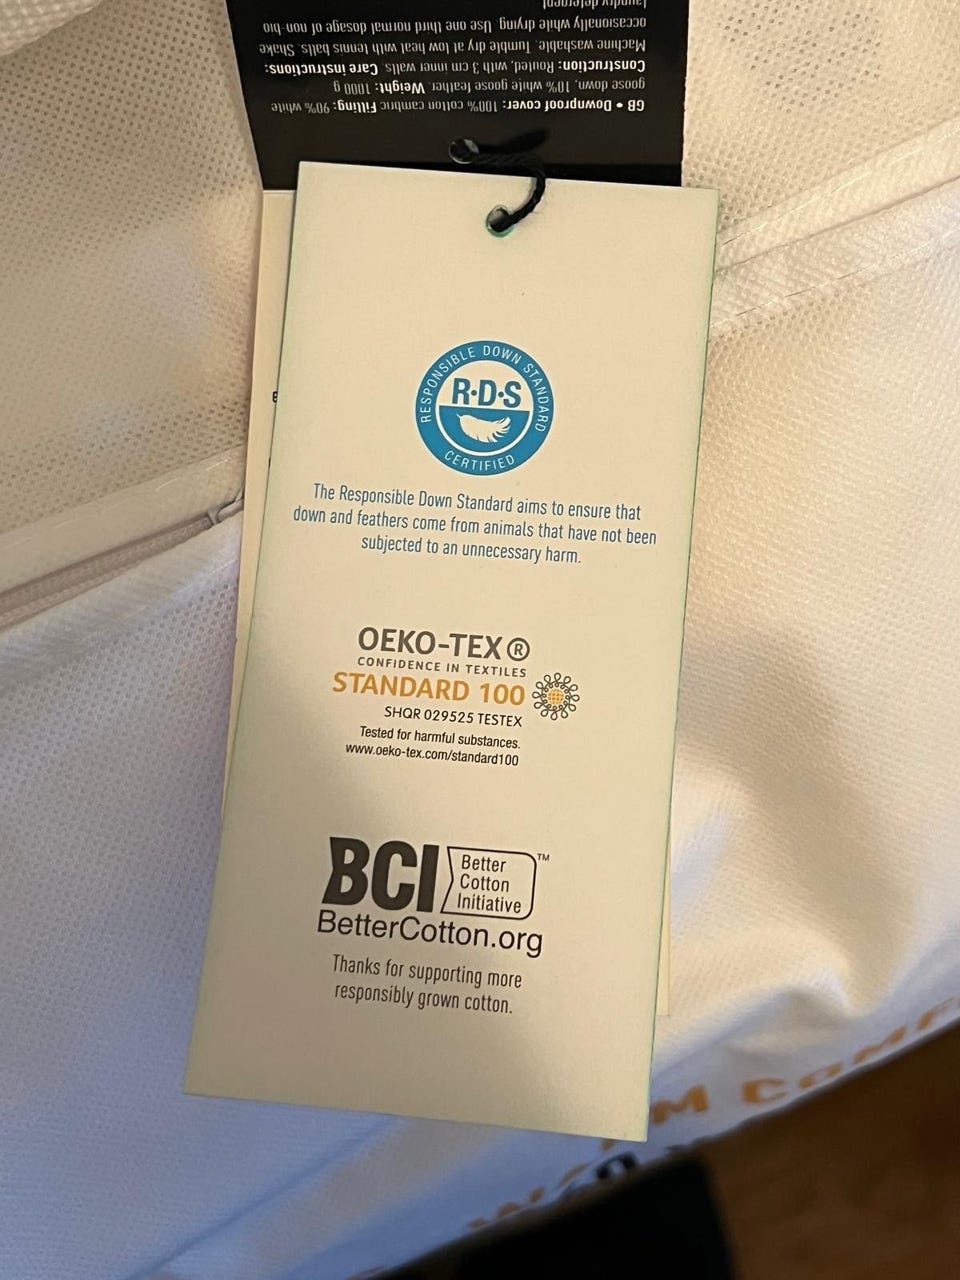 GB • Downproof cover: 100% cotton cambric Filling: 90% white
goose down, 10% white goose feather. Weight: 1000 g
Construction: Routed, with 3 cm inner walls. Care instructions:
Machine washable. Tumble dry at low heat with tennis balls. Shake
occasionally while drying. Use one third normal dosage of non-bio
laundry detergent
RESPONSIBLE DOWN STANDARD
R·D·S
CERTIFIED
The Responsible Down Standard aims to ensure that
down and feathers come from animals that have not been
subjected to an unnecessary harm.
OEKO-TEX®
CONFIDENCE IN TEXTILES
STANDARD 100
SHQR 029525 TESTEX
Tested for harmful substances.
www.oeko-tex.com/standard100
BCI
Better
Cotton
Initiative
TM
BetterCotton.org
Thanks for supporting more
responsibly grown cotton.